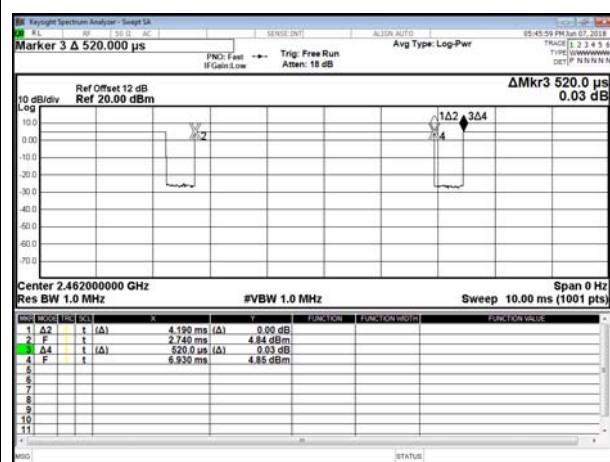 Keysight Spectrum Analyzer - Swept SA
RL RF 50 Ω AC SENSE:INT ALIGN AUTO 05:45:59 PM Jun 07, 2018
Marker 3 Δ 520.000 μs
PNO: Fast
IFGain:Low
Trig: Free Run
Atten: 18 dB
Avg Type: Log-Pwr
TRACE 1 2 3 4 5 6
TYPE
DET P N N N N N
Ref Offset 12 dB
10 dB/div Ref 20.00 dBm
ΔMkr3 520.0 μs
0.03 dB
Log
10.0
0.00
-10.0
-20.0
-30.0
-40.0
-50.0
-60.0
-70.0
2
1Δ2
3Δ4
4
Center 2.462000000 GHz Span 0 Hz
Res BW 1.0 MHz #VBW 1.0 MHz Sweep 10.00 ms (1001 pts)
MKR MODE TRC SCL X Y FUNCTION FUNCTION WIDTH FUNCTION VALUE
1 Δ2 t (Δ) 4.190 ms (Δ) 0.00 dB
2 F t 2.740 ms 4.84 dBm
3 Δ4 t (Δ) 520.0 μs (Δ) 0.03 dB
4 F t 6.930 ms 4.85 dBm
5
6
7
8
9
10
11
MSG STATUS